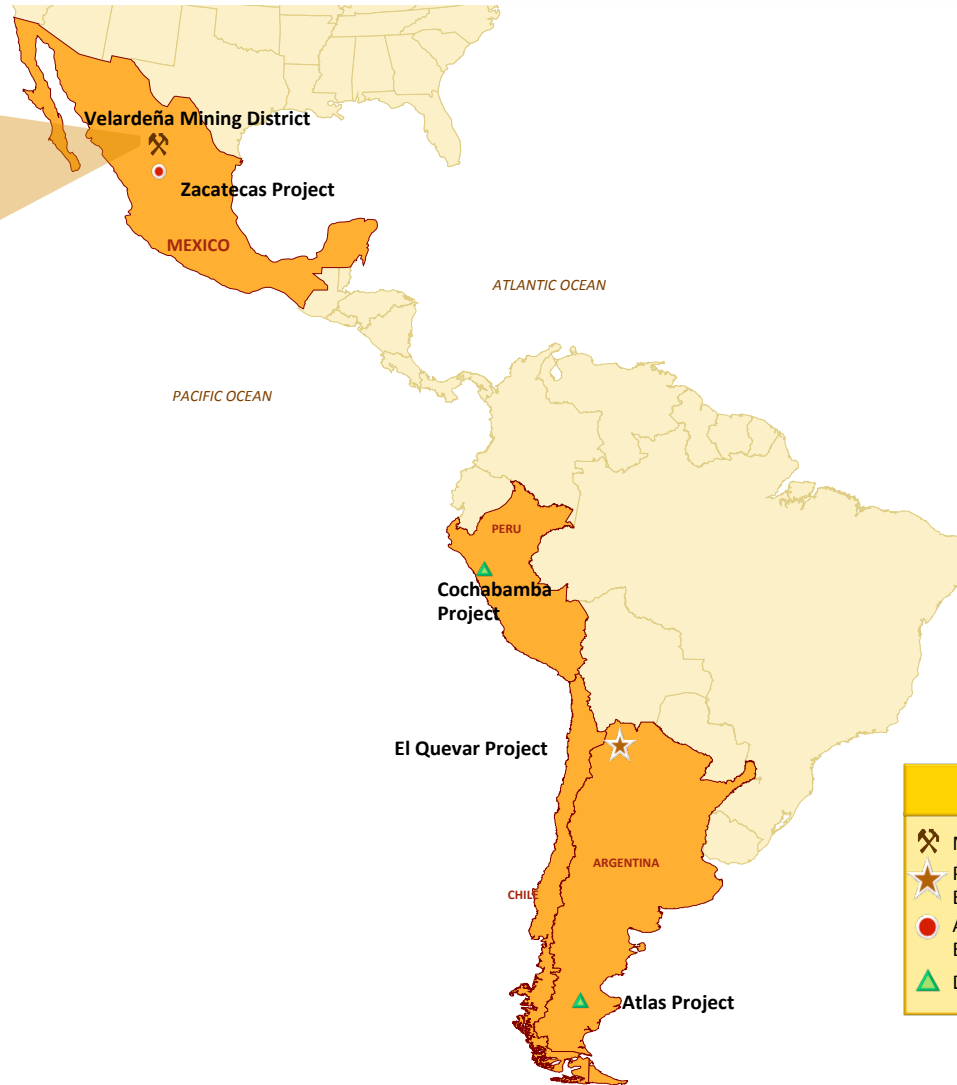 Velardeña Mining District
Zacatecas Project
MEXICO
ATLANTIC OCEAN
PACIFIC OCEAN
PERU
Cochabamba
Project
El Quevar Project
ARGENTINA
CHILE
Atlas Project